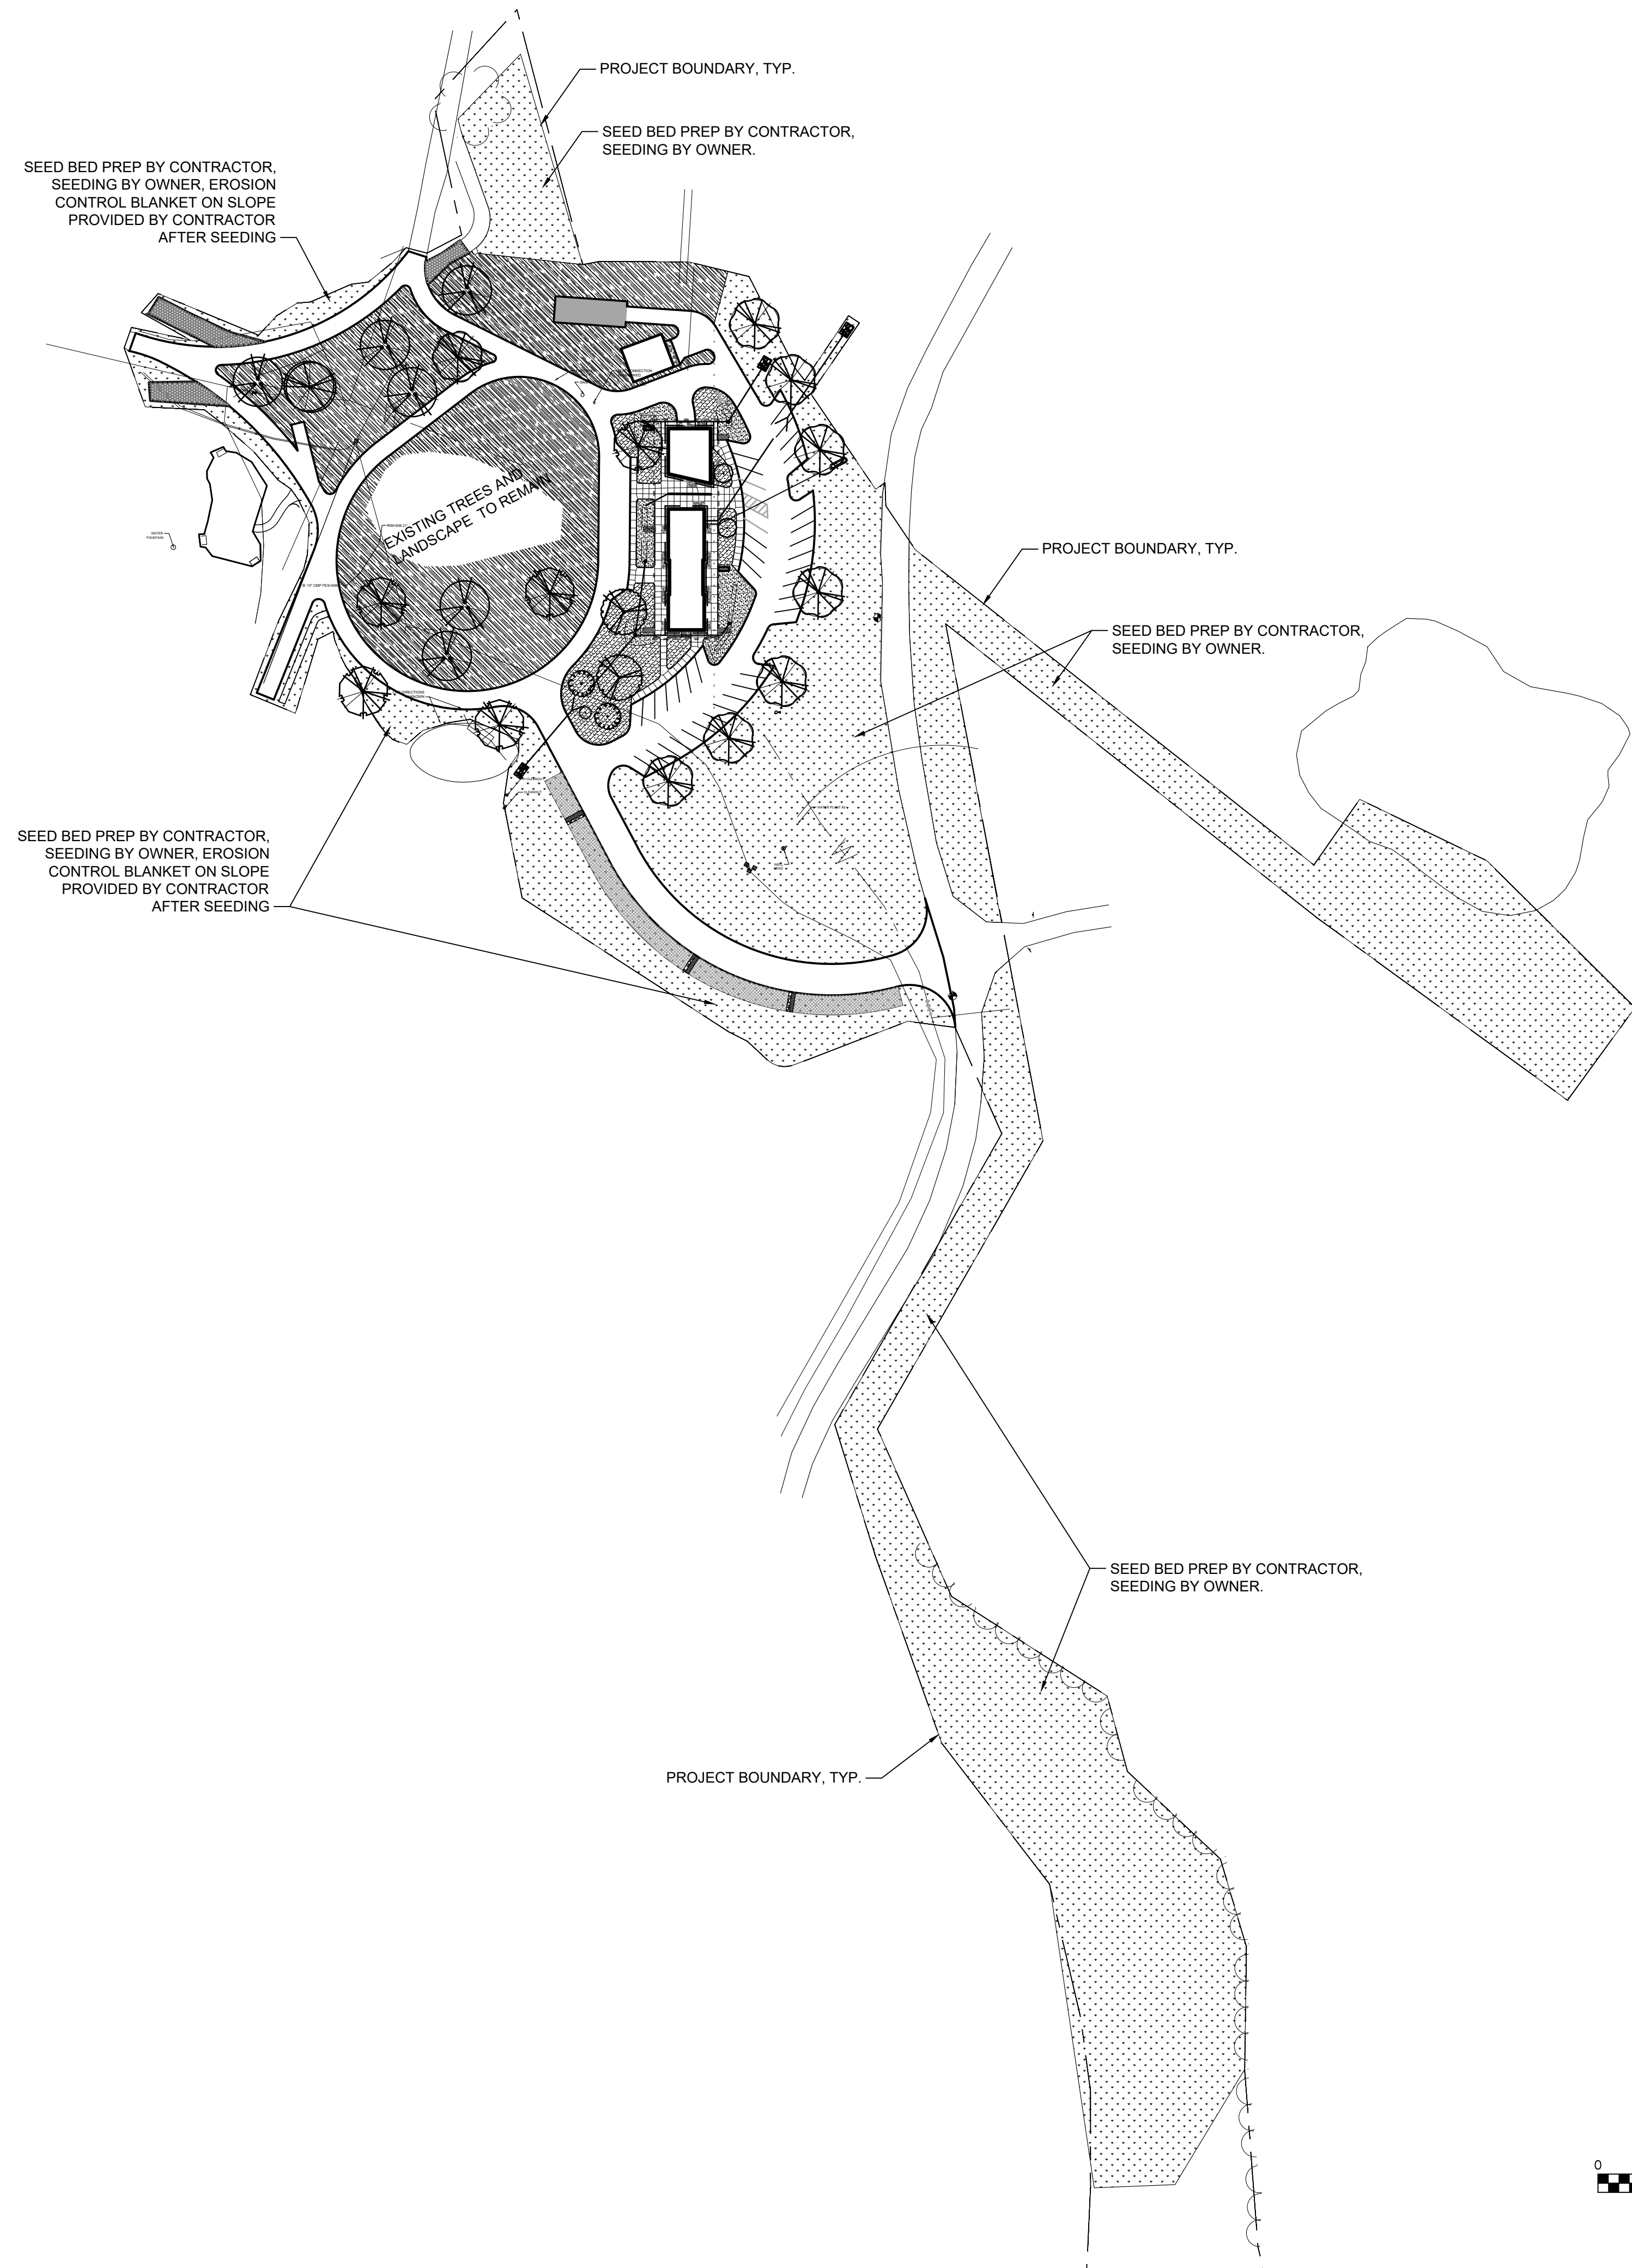 PROJECT BOUNDARY, TYP.
SEED BED PREP BY CONTRACTOR,
SEEDING BY OWNER.
SEED BED PREP BY CONTRACTOR,
SEEDING BY OWNER, EROSION
CONTROL BLANKET ON SLOPE
PROVIDED BY CONTRACTOR
AFTER SEEDING
EXISTING TREES AND
LANDSCAPE TO REMAIN
WATER
FOUNTAIN
PROJECT BOUNDARY, TYP.
SEED BED PREP BY CONTRACTOR,
SEEDING BY OWNER.
SEED BED PREP BY CONTRACTOR,
SEEDING BY OWNER, EROSION
CONTROL BLANKET ON SLOPE
PROVIDED BY CONTRACTOR
AFTER SEEDING
SEED BED PREP BY CONTRACTOR,
SEEDING BY OWNER.
PROJECT BOUNDARY, TYP.
0